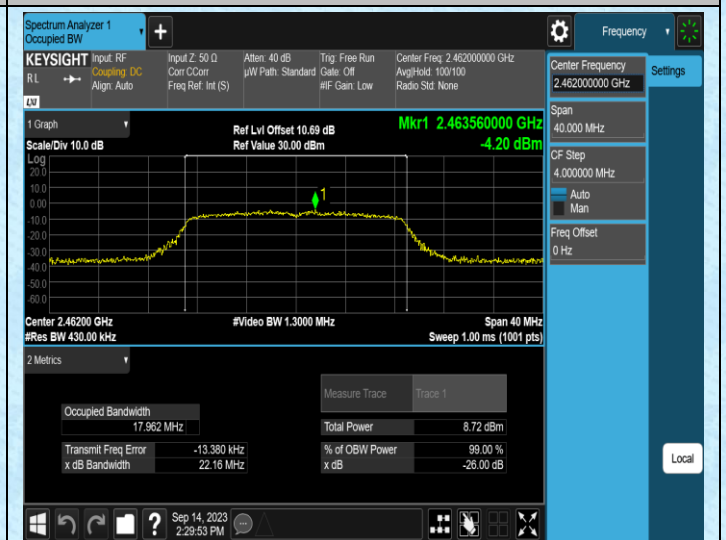 Spectrum Analyzer 1
Occupied BW
+
Frequency
KEYSIGHT
RL
LXI
Input: RF
Coupling: DC
Align: Auto
Input Z: 50 Ω
Corr CCorr
Freq Ref: Int (S)
Atten: 40 dB
µW Path: Standard
Trig: Free Run
Gate: Off
#IF Gain: Low
Center Freq: 2.462000000 GHz
Avg|Hold: 100/100
Radio Std: None
Center Frequency
2.462000000 GHz
Settings
Span
40.000 MHz
CF Step
4.000000 MHz
Auto
Man
Freq Offset
0 Hz
1 Graph
Scale/Div 10.0 dB
Ref Lvl Offset 10.69 dB
Ref Value 30.00 dBm
Mkr1 2.463560000 GHz
-4.20 dBm
Log
20.0
10.0
0.00
-10.0
-20.0
-30.0
-40.0
-50.0
-60.0
1
Center 2.46200 GHz
#Res BW 430.00 kHz
#Video BW 1.3000 MHz
Span 40 MHz
Sweep 1.00 ms (1001 pts)
2 Metrics
Measure Trace
Trace 1
Occupied Bandwidth
17.962 MHz
Total Power
8.72 dBm
Transmit Freq Error
-13.380 kHz
% of OBW Power
99.00 %
x dB Bandwidth
22.16 MHz
x dB
-26.00 dB
Local
?
Sep 14, 2023
2:29:53 PM